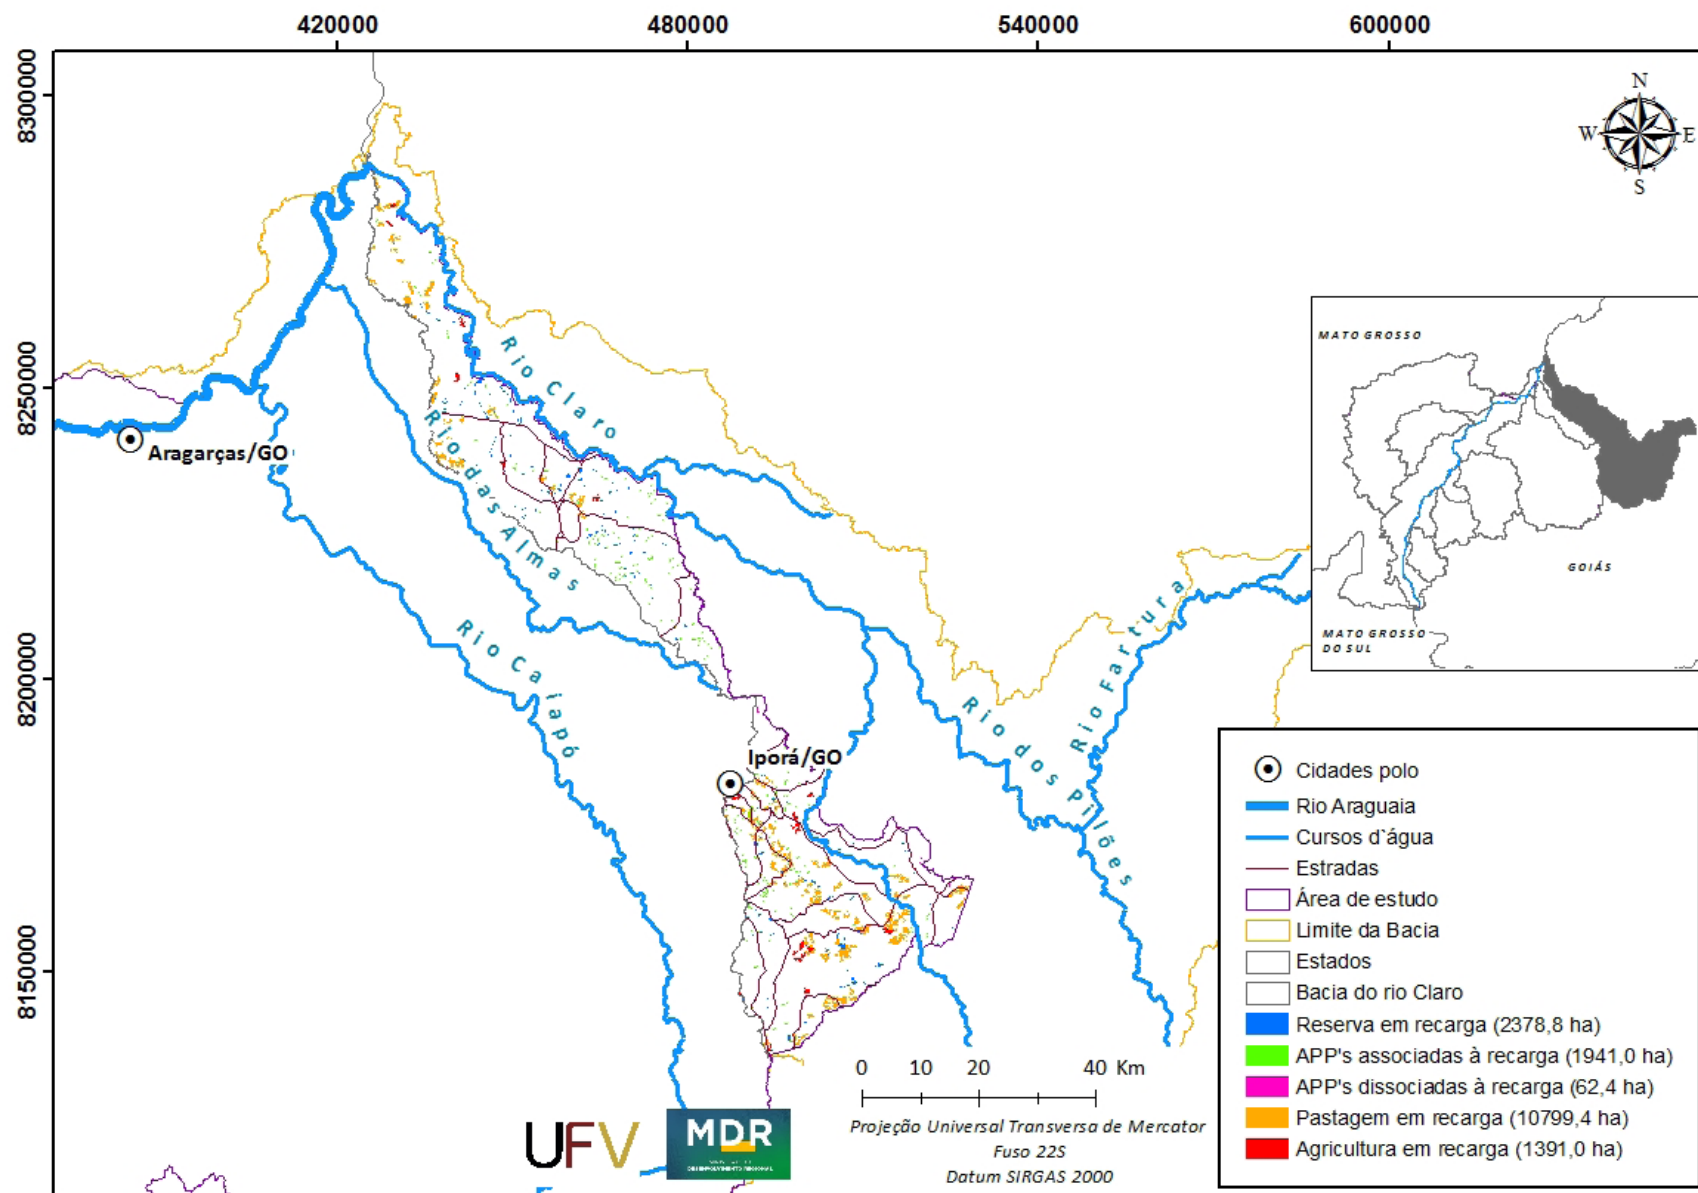 420000
480000
540000
600000
8300000
8250000
8200000
8150000
N
W
E
S
Rio Claro
Rio das Almas
Rio Caiapó
Rio dos Pilões
Rio Fartura
Aragarças/GO
Iporá/GO
MATO GROSSO
GOIÁS
MATO GROSSO
DO SUL
Cidades polo
Rio Araguaia
Cursos d`água
Estradas
Área de estudo
Limite da Bacia
Estados
Bacia do rio Claro
Reserva em recarga (2378,8 ha)
APP's associadas à recarga (1941,0 ha)
APP's dissociadas à recarga (62,4 ha)
Pastagem em recarga (10799,4 ha)
Agricultura em recarga (1391,0 ha)
0 10 20 40 Km
Projeção Universal Transversa de Mercator
Fuso 22S
Datum SIRGAS 2000
UFV
MDR
DESENVOLVIMENTO REGIONAL